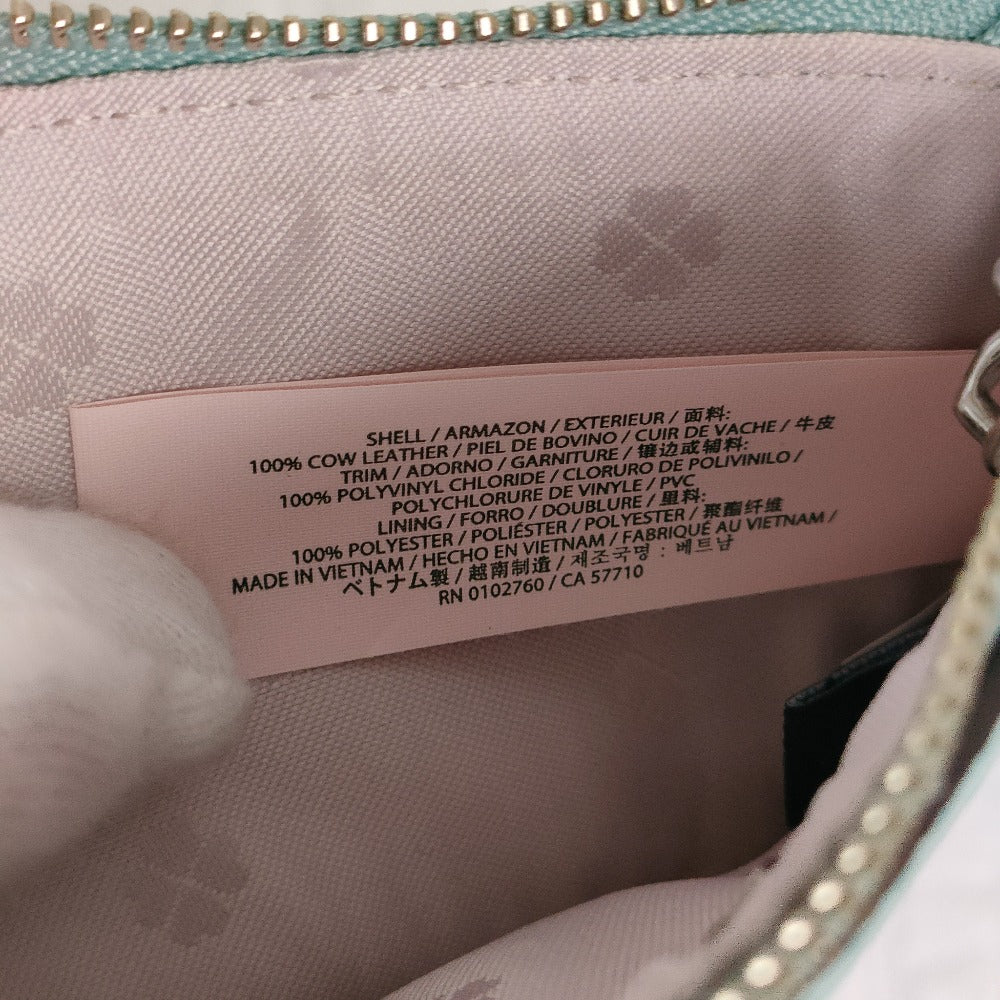 SHELL / ARMAZON / EXTERIEUR / 面料:
100% COW LEATHER / PIEL DE BOVINO / CUIR DE VACHE / 牛皮
TRIM / ADORNO / GARNITURE / 镶边或辅料:
100% POLYVINYL CHLORIDE / CLORURO DE POLIVINILO /
POLYCHLORURE DE VINYLE / PVC
LINING / FORRO / DOUBLURE / 里料:
100% POLYESTER / POLIÉSTER / POLYESTER / 聚酯纤维
MADE IN VIETNAM / HECHO EN VIETNAM / FABRIQUÉ AU VIETNAM /
ベトナム製 / 越南制造 / 제조국명 : 베트남
RN 0102760 / CA 57710